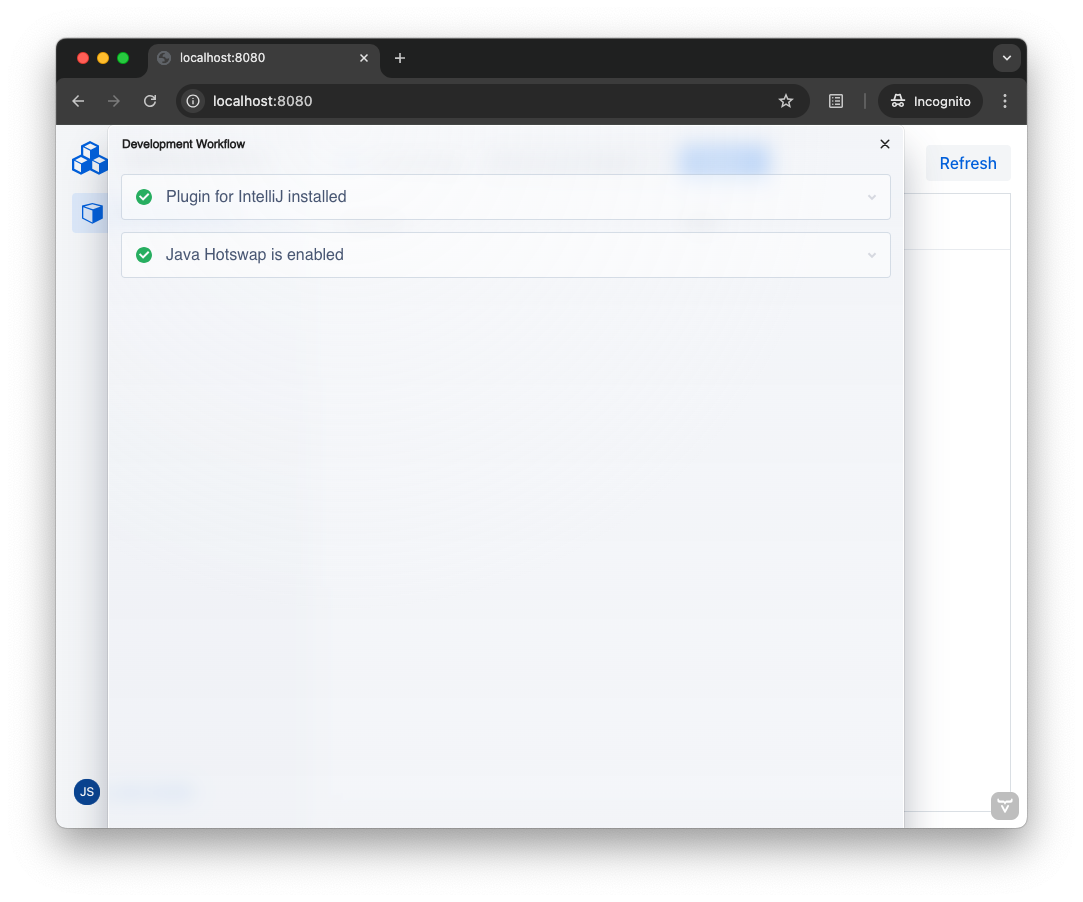 localhost:8080
localhost:8080
Incognito
Development Workflow
Refresh
Plugin for IntelliJ installed
Java Hotswap is enabled
JS